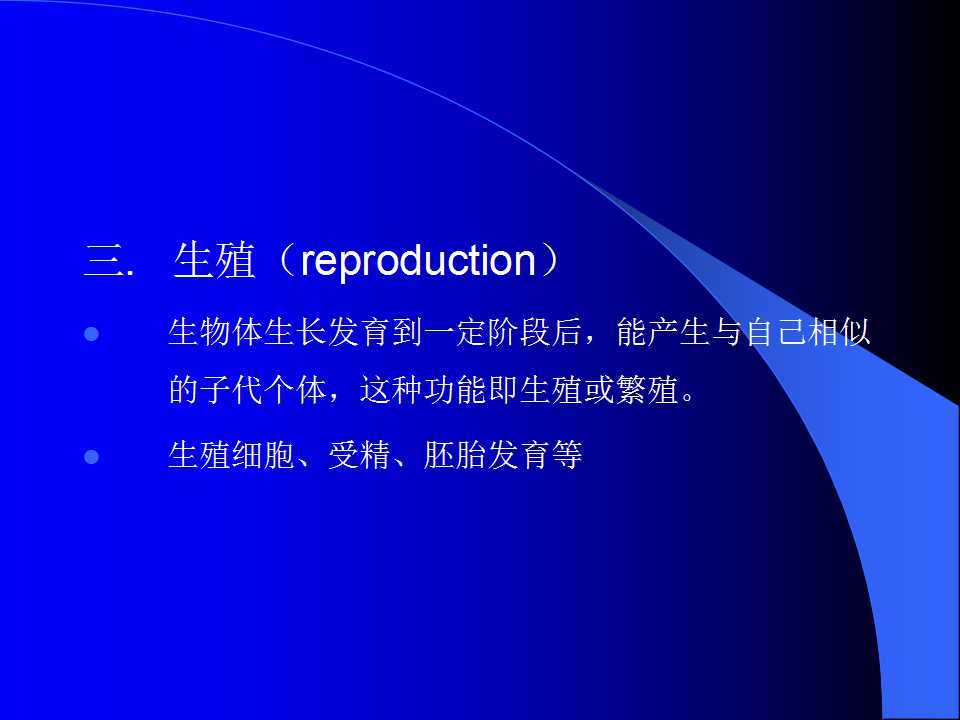 三． 生殖（reproduction）
生物体生长发育到一定阶段后，能产生与自己相似
的子代个体，这种功能即生殖或繁殖。
生殖细胞、受精、胚胎发育等